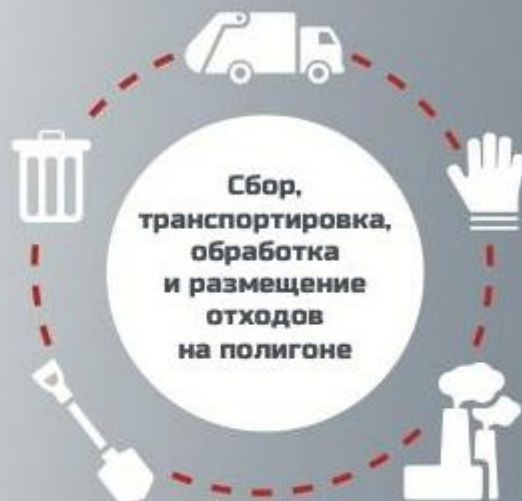 Сбор,
транспортировка,
обработка
и размещение
отходов
на полигоне